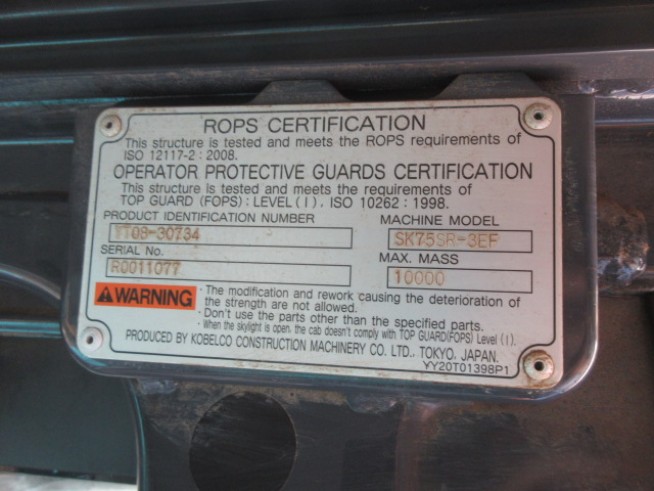 ROPS CERTIFICATION
This structure is tested and meets the ROPS requirements of
ISO 12117-2 : 2008.
OPERATOR PROTECTIVE GUARDS CERTIFICATION
This structure is tested and meets the requirements of
TOP GUARD (FOPS) : LEVEL ( I ) , ISO 10262 : 1998.
PRODUCT IDENTIFICATION NUMBER
YT08-30734
MACHINE MODEL
SK75SR-3EF
SERIAL No.
R0011077
MAX. MASS
10000
WARNING
· The modification and rework causing the deterioration of
the strength are not allowed.
· Don't use the parts other than the specified parts.
· When the skylight is open, the cab doesn't comply with TOP GUARD(FOPS) Level ( I ).
PRODUCED BY KOBELCO CONSTRUCTION MACHINERY CO. LTD., TOKYO, JAPAN.
YY20T01398P1